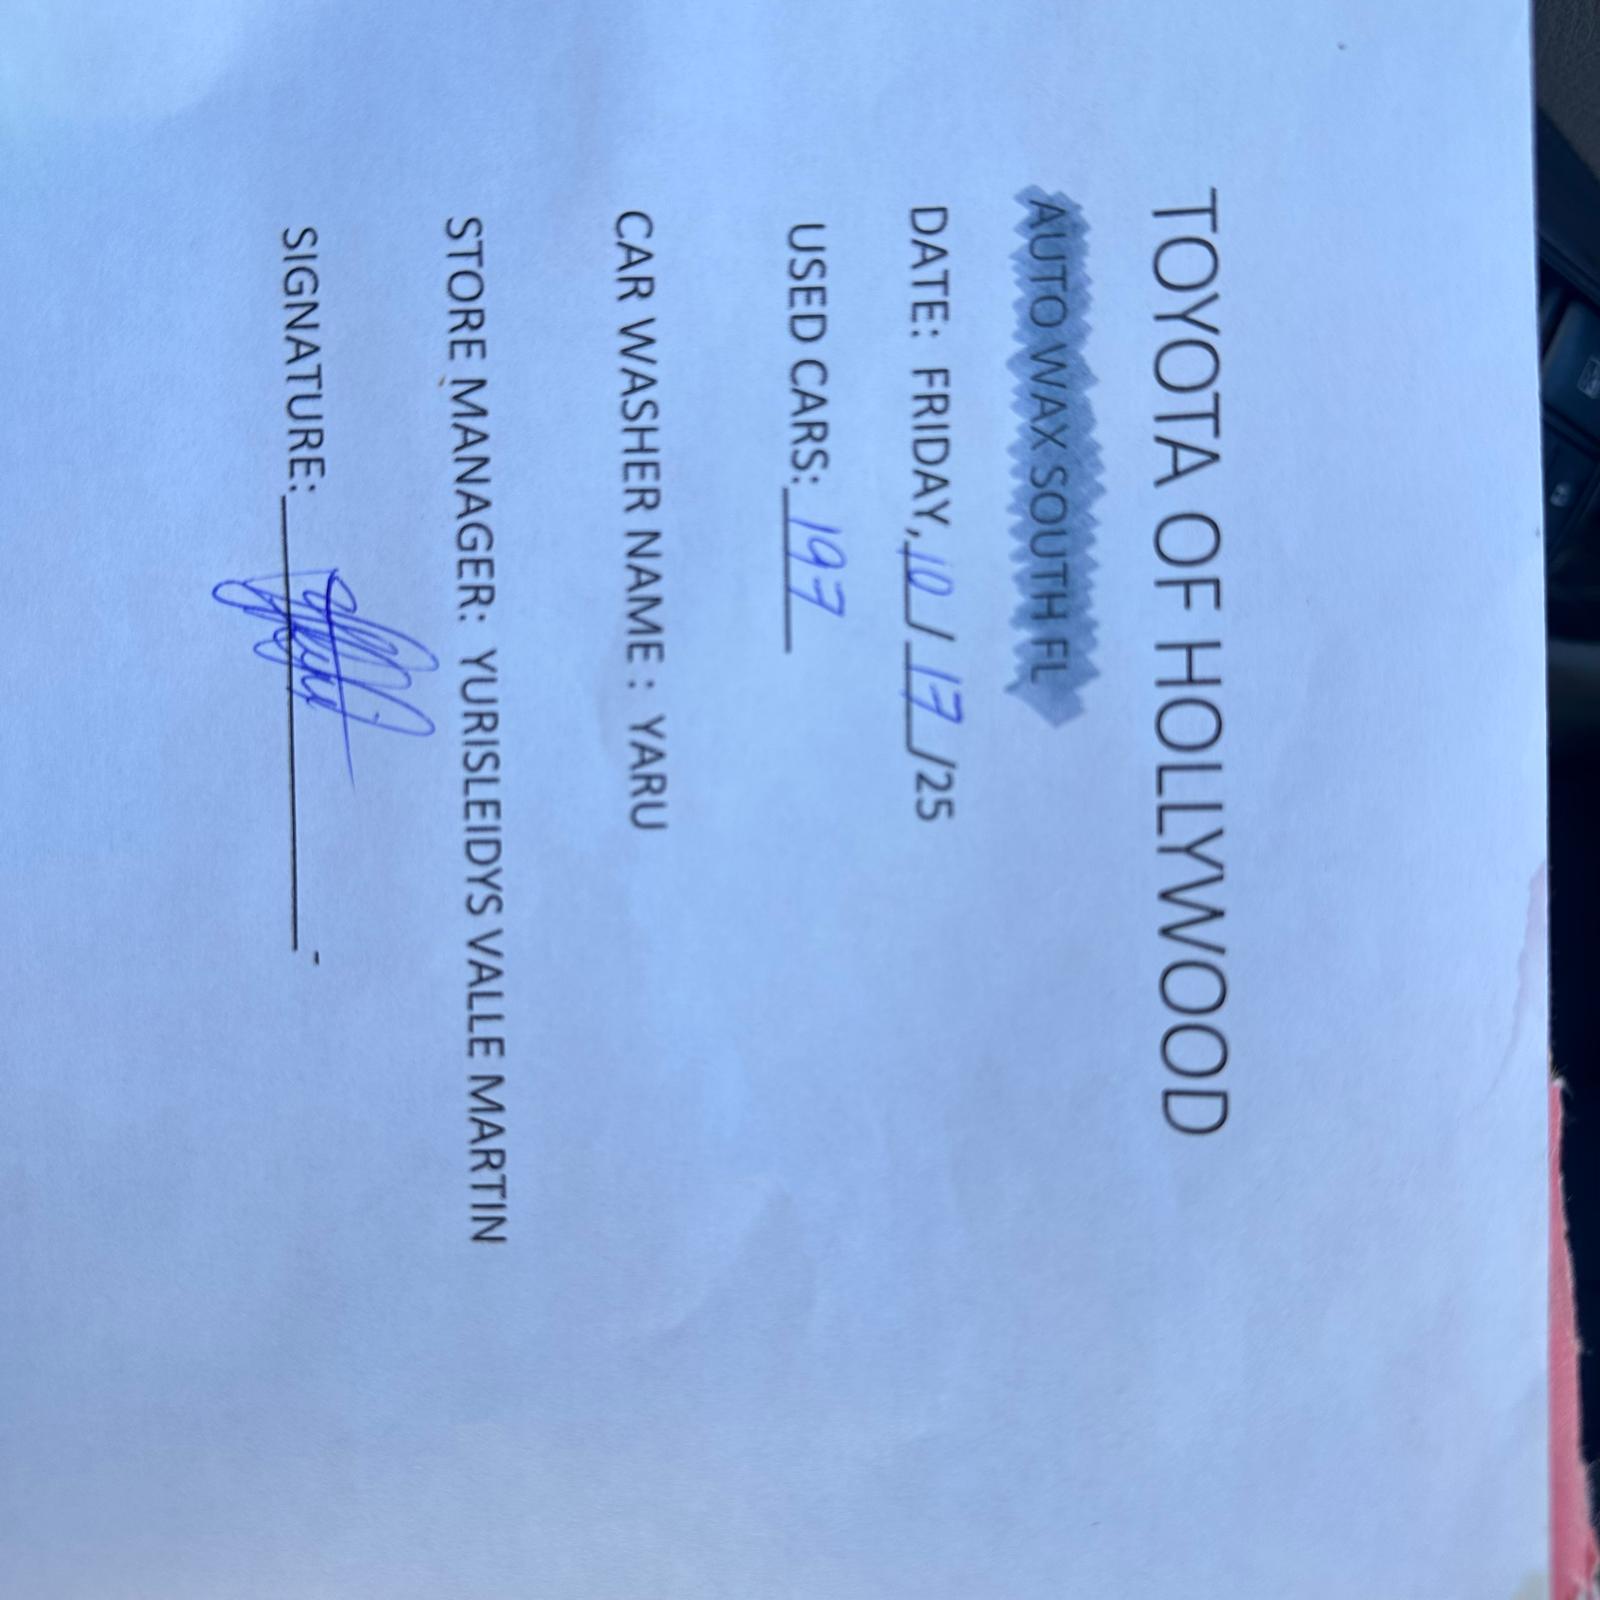 TOYOTA OF HOLLYWOOD
AUTO WAX SOUTH FL
DATE: FRIDAY, 10 / 17 /25
USED CARS: 197
CAR WASHER NAME : YARU
STORE MANAGER: YURISLEIDYS VALLE MARTIN
SIGNATURE: